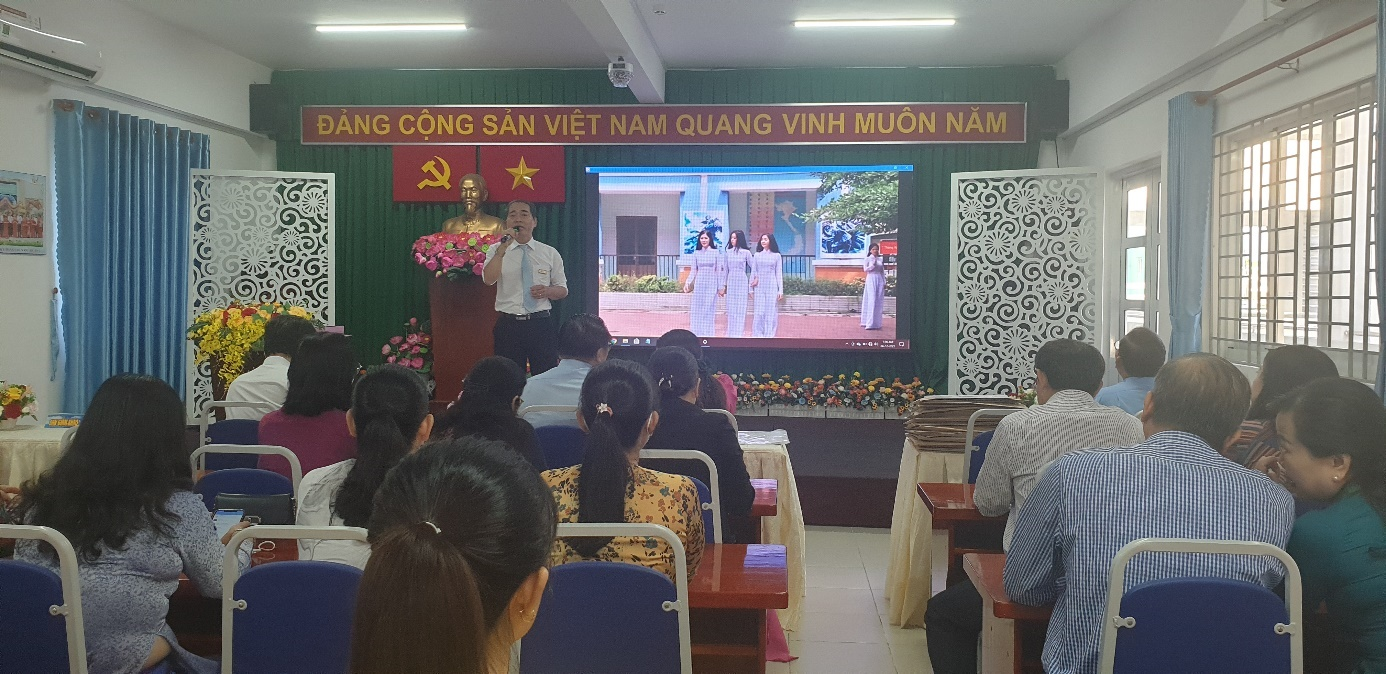 ĐẢNG CỘNG SẢN VIỆT NAM QUANG VINH MUÔN NĂM